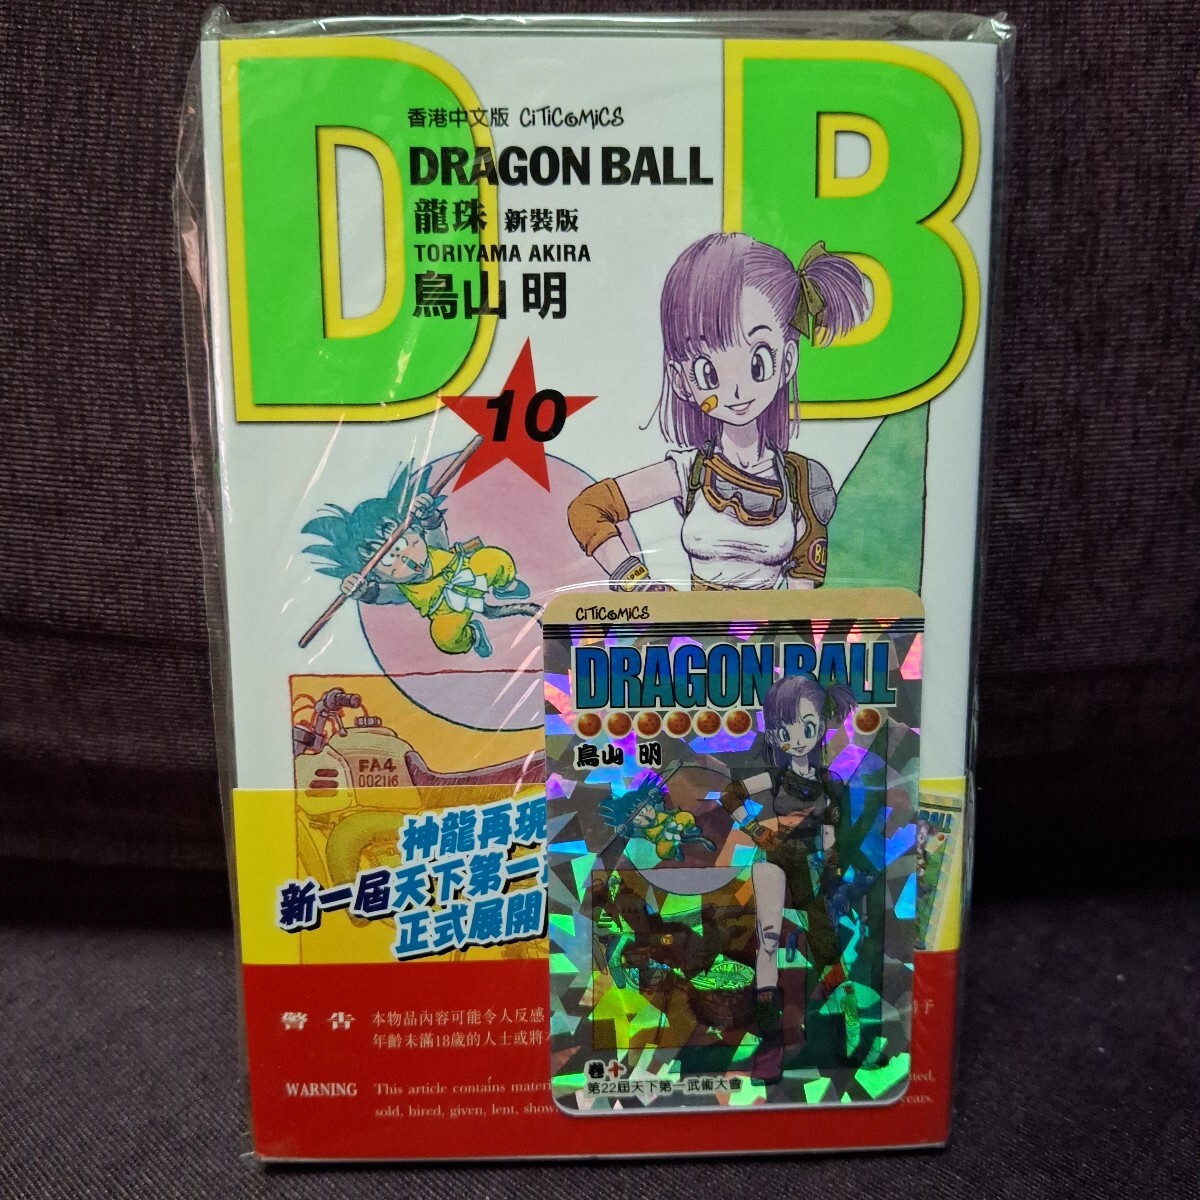 DB
香港中文版 CITICOMICS
DRAGON BALL
龍珠 新裝版
TORIYAMA AKIRA
鳥山 明
10
FA4
002116
神龍再現
新一屆天下第一
正式展開
警告
本物品內容可能令人反感
年齡未滿18歲的人士或將
WARNING
This article contains
sold, hired, given, lent,
years.
CITICOMICS
DRAGON BALL
鳥山 明
卷十
第22屆天下第一武術大會